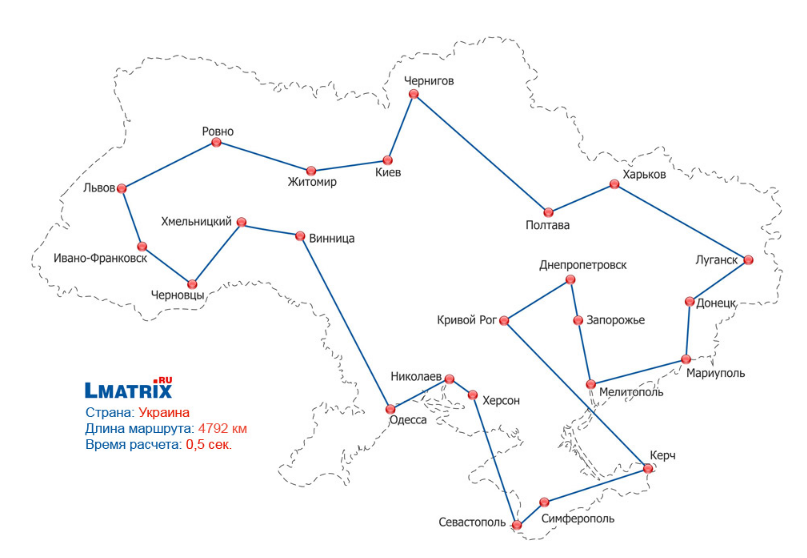 Чернигов
Ровно
Киев
Житомир
Харьков
Львов
Хмельницкий
Полтава
Винница
Ивано-Франковск
Луганск
Днепропетровск
Черновцы
Донецк
Кривой Рог
Запорожье
Мариуполь
Николаев
Мелитополь
Херсон
Одесса
LMATRIX.RU
Страна: Украина
Длина маршрута: 4792 км
Время расчета: 0,5 сек.
Керч
Севастополь
Симферополь